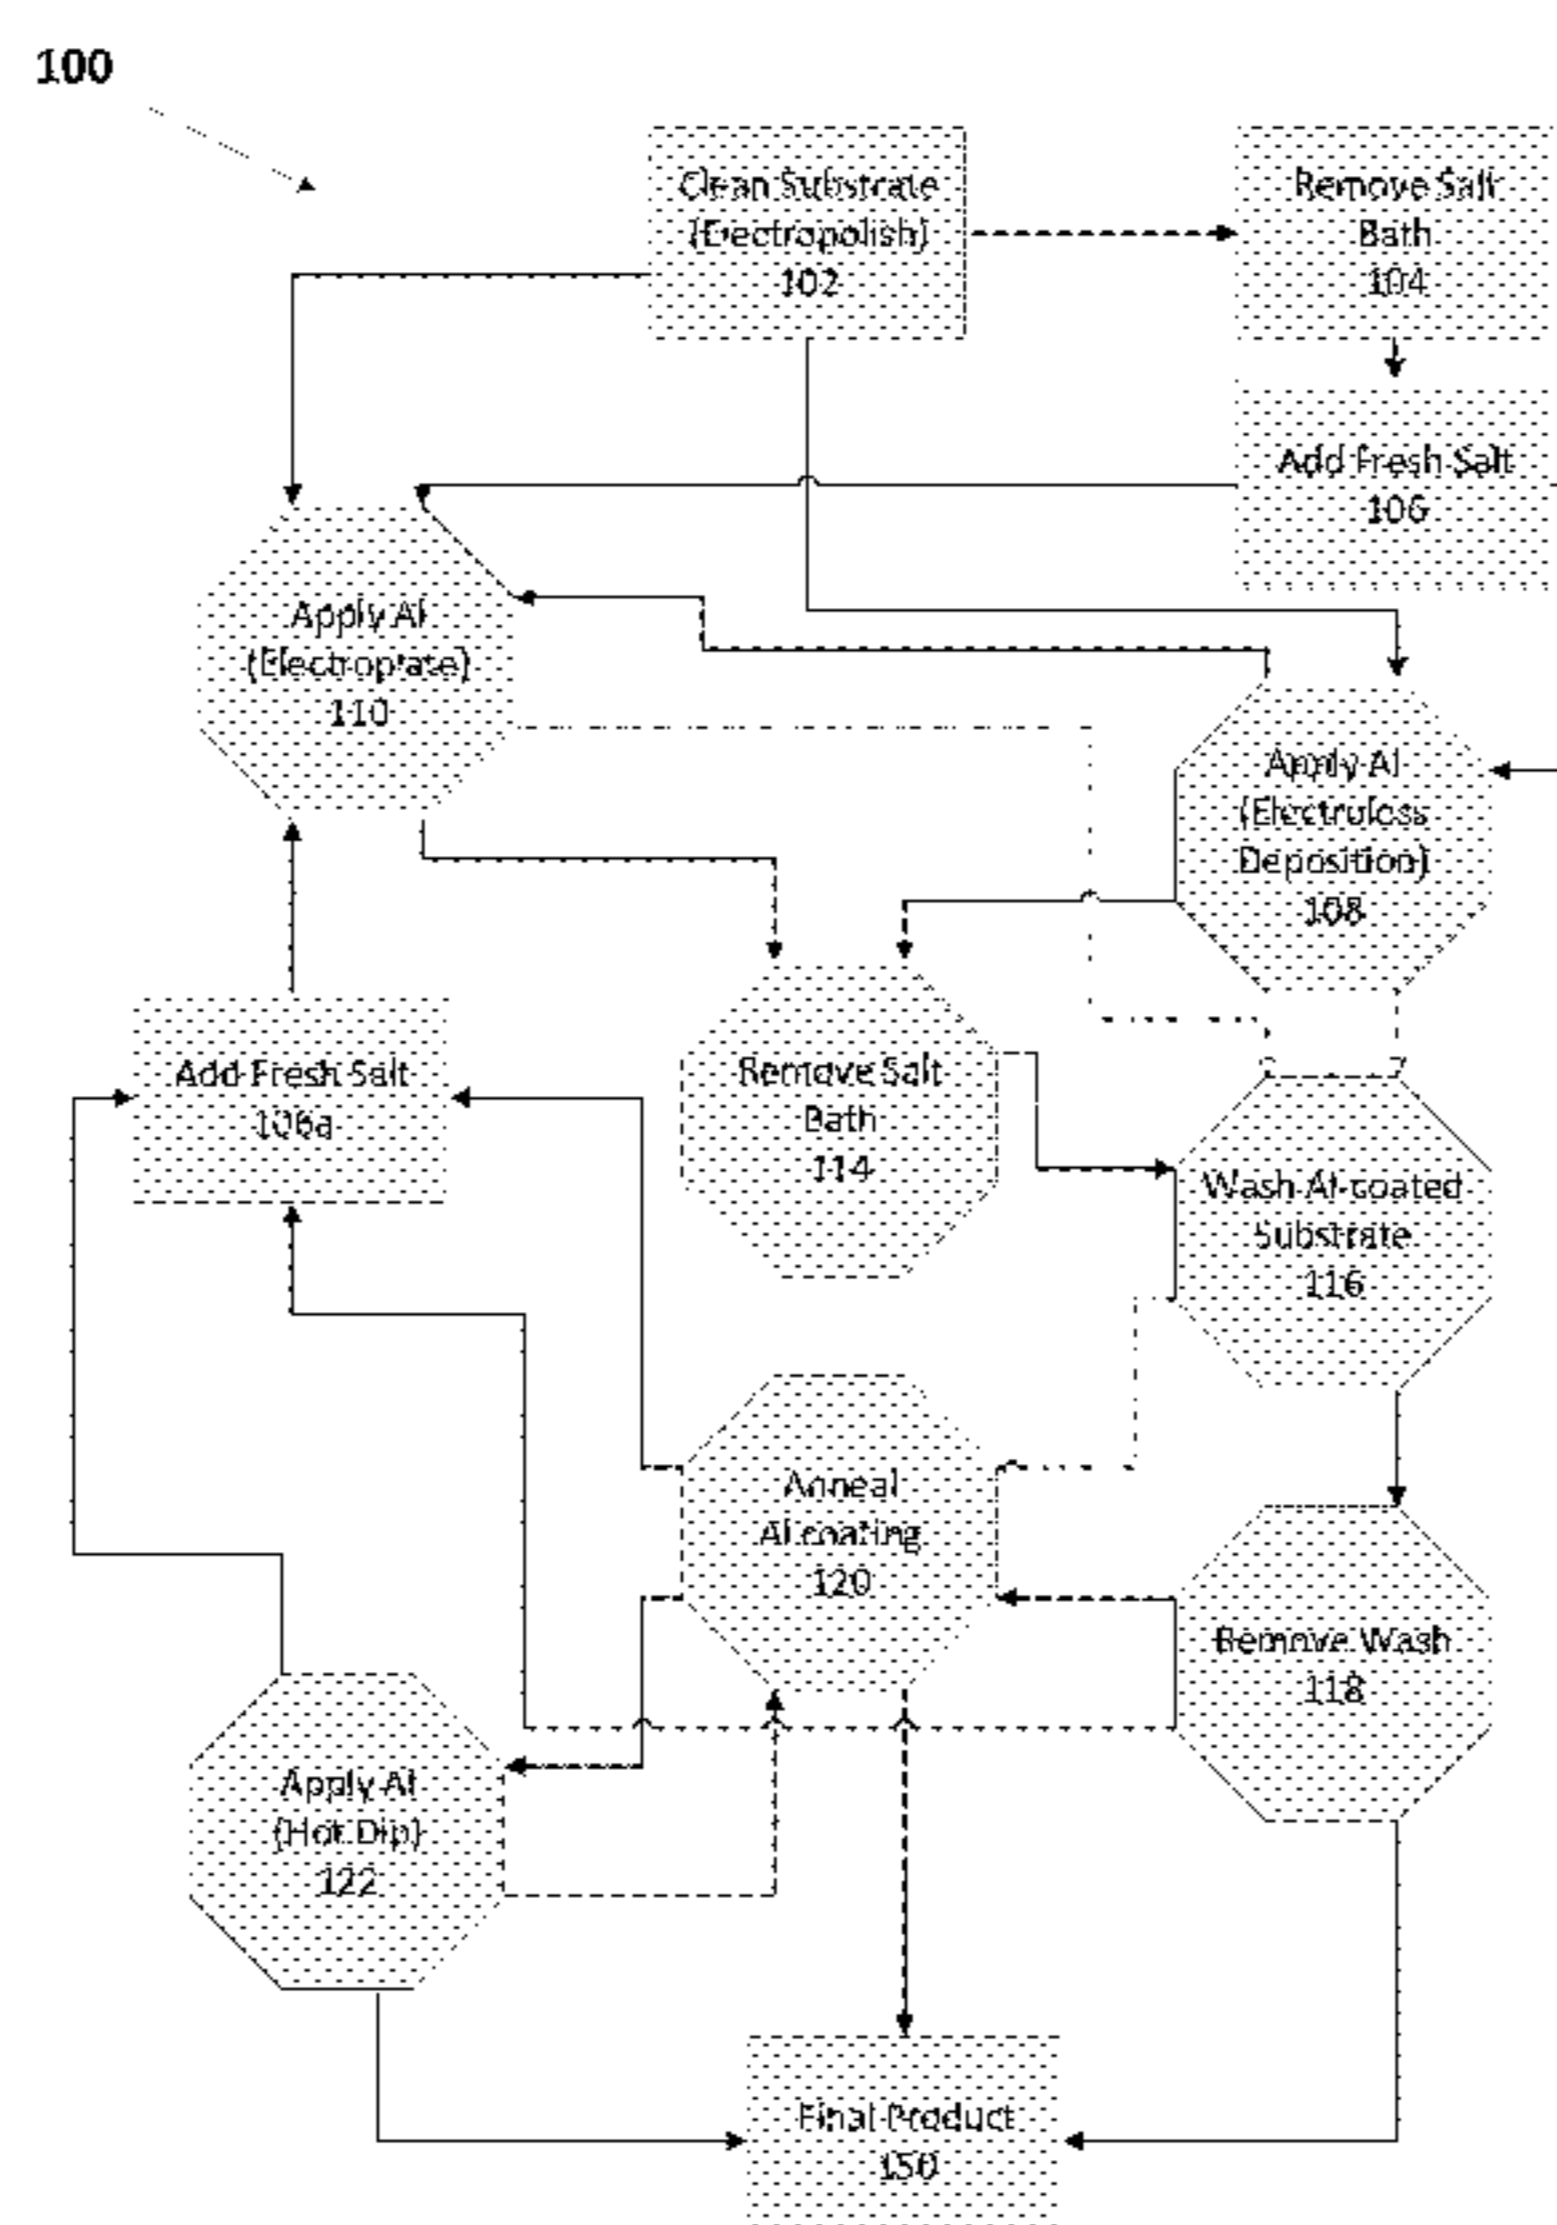 100
Clean Substrate
(Electropolish)
102
Remove Salt
Bath
104
Add Fresh Salt
106
Apply Al
(Electroplate)
110
Apply Al
(Electroless
Deposition)
108
Add Fresh Salt
106a
Remove Salt
Bath
114
Wash Al-coated
Substrate
116
Anneal
Al coating
120
Remove Wash
118
Apply Al
(Hot Dip)
122
Final Product
150